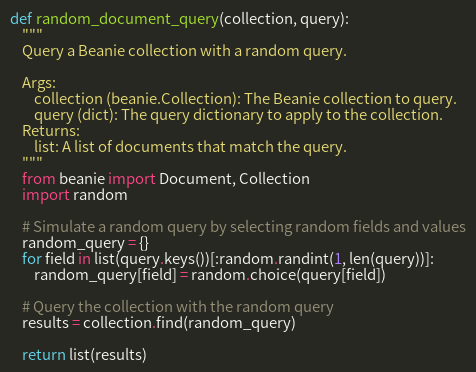 def random_document_query(collection, query):
    """
    Query a Beanie collection with a random query.

    Args:
        collection (beanie.Collection): The Beanie collection to query.
        query (dict): The query dictionary to apply to the collection.
    Returns:
        list: A list of documents that match the query.
    """
    from beanie import Document, Collection
    import random

    # Simulate a random query by selecting random fields and values
    random_query = {}
    for field in list(query.keys())[:random.randint(1, len(query))]:
        random_query[field] = random.choice(query[field])

    # Query the collection with the random query
    results = collection.find(random_query)

    return list(results)